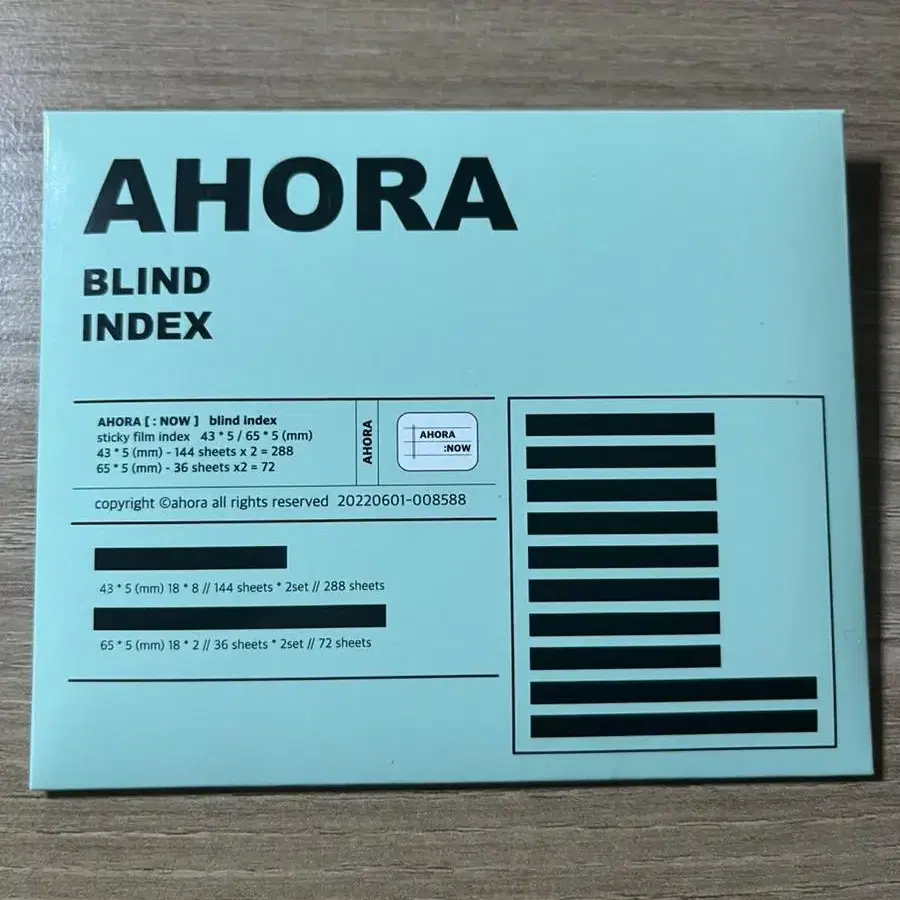 AHORA
BLIND
INDEX
AHORA [ : NOW ] blind index
sticky film index 43 * 5 / 65 * 5 (mm)
43 * 5 (mm) - 144 sheets x 2 = 288
65 * 5 (mm) - 36 sheets x2 = 72
AHORA
AHORA
:NOW
copyright ©ahora all rights reserved 20220601-008588
43 * 5 (mm) 18 * 8 // 144 sheets * 2set // 288 sheets
65 * 5 (mm) 18 * 2 // 36 sheets * 2set // 72 sheets